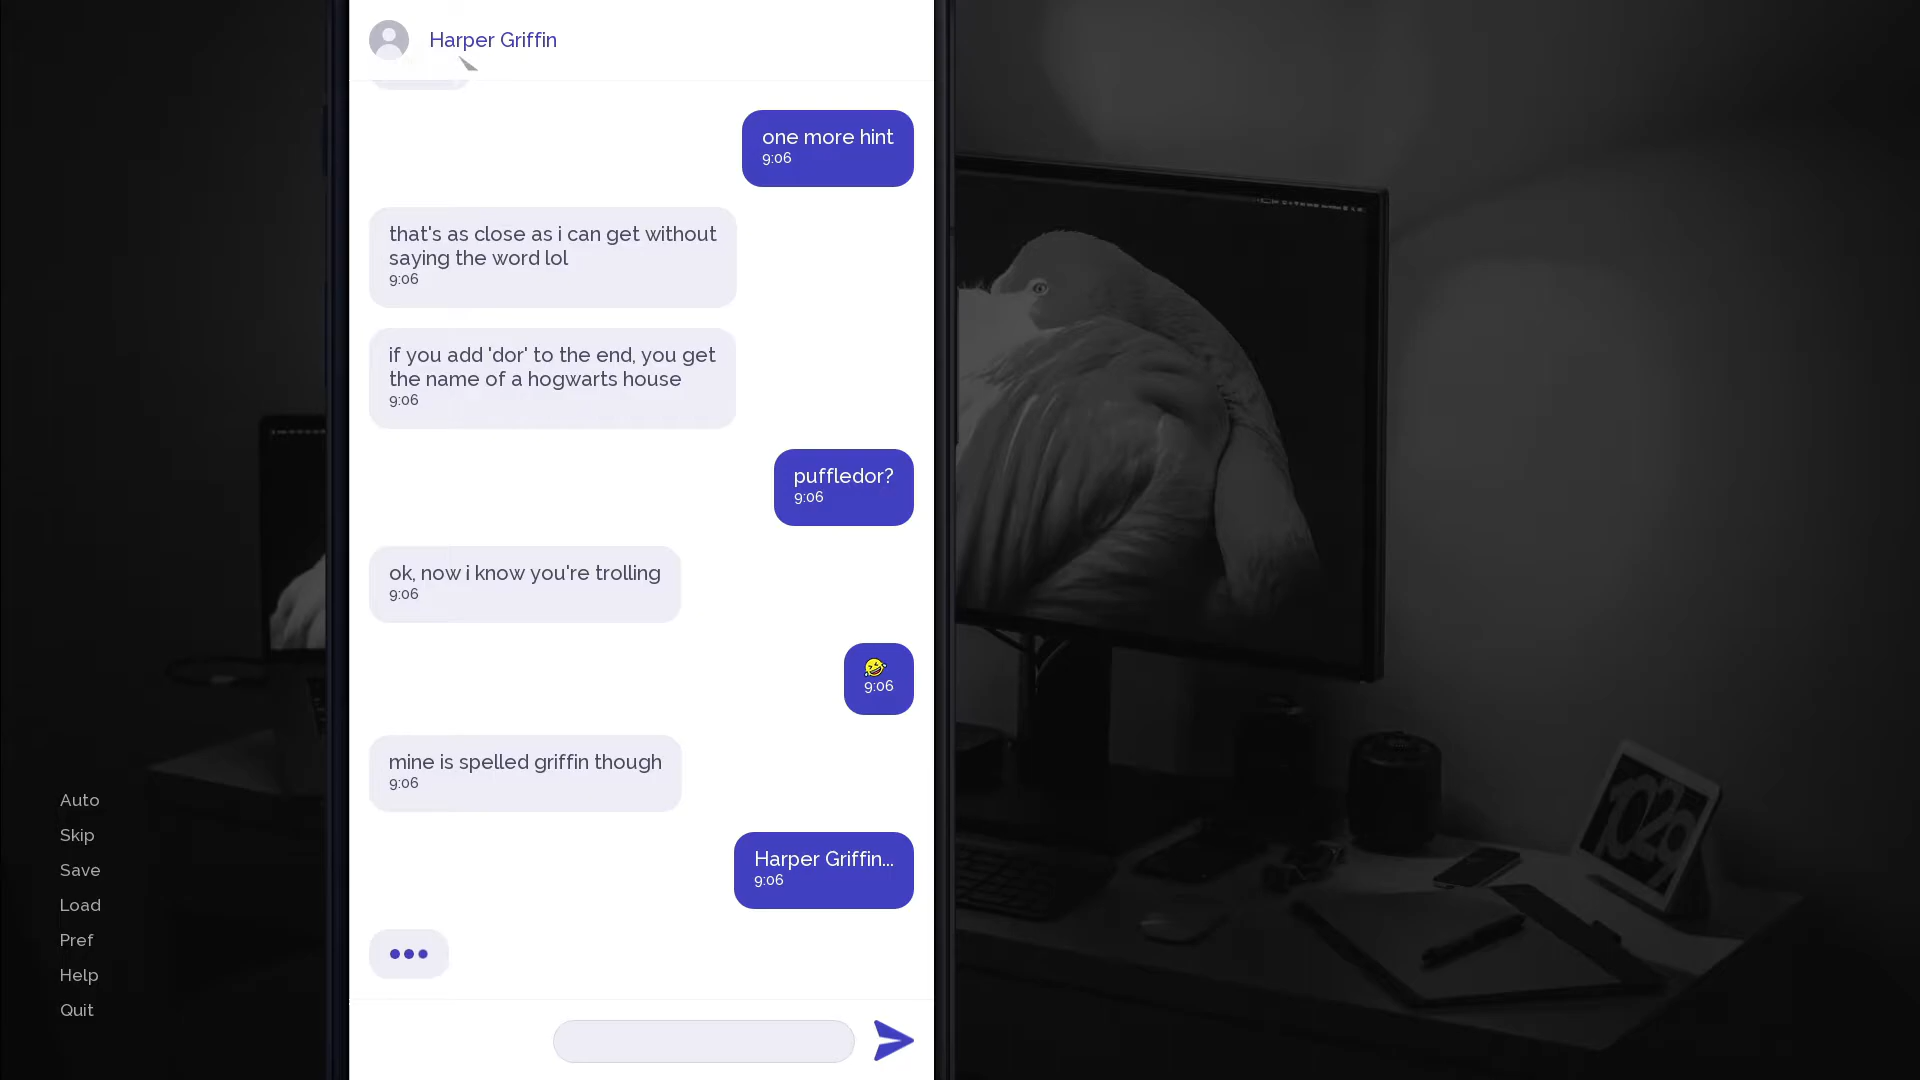 Harper Griffin
one more hint
9:06
that's as close as i can get without
saying the word lol
9:06
if you add 'dor' to the end, you get
the name of a hogwarts house
9:06
puffledor?
9:06
ok, now i know you're trolling
9:06
🤣
9:06
mine is spelled griffin though
9:06
Harper Griffin...
9:06
Auto
Skip
Save
Load
Pref
Help
Quit
1029